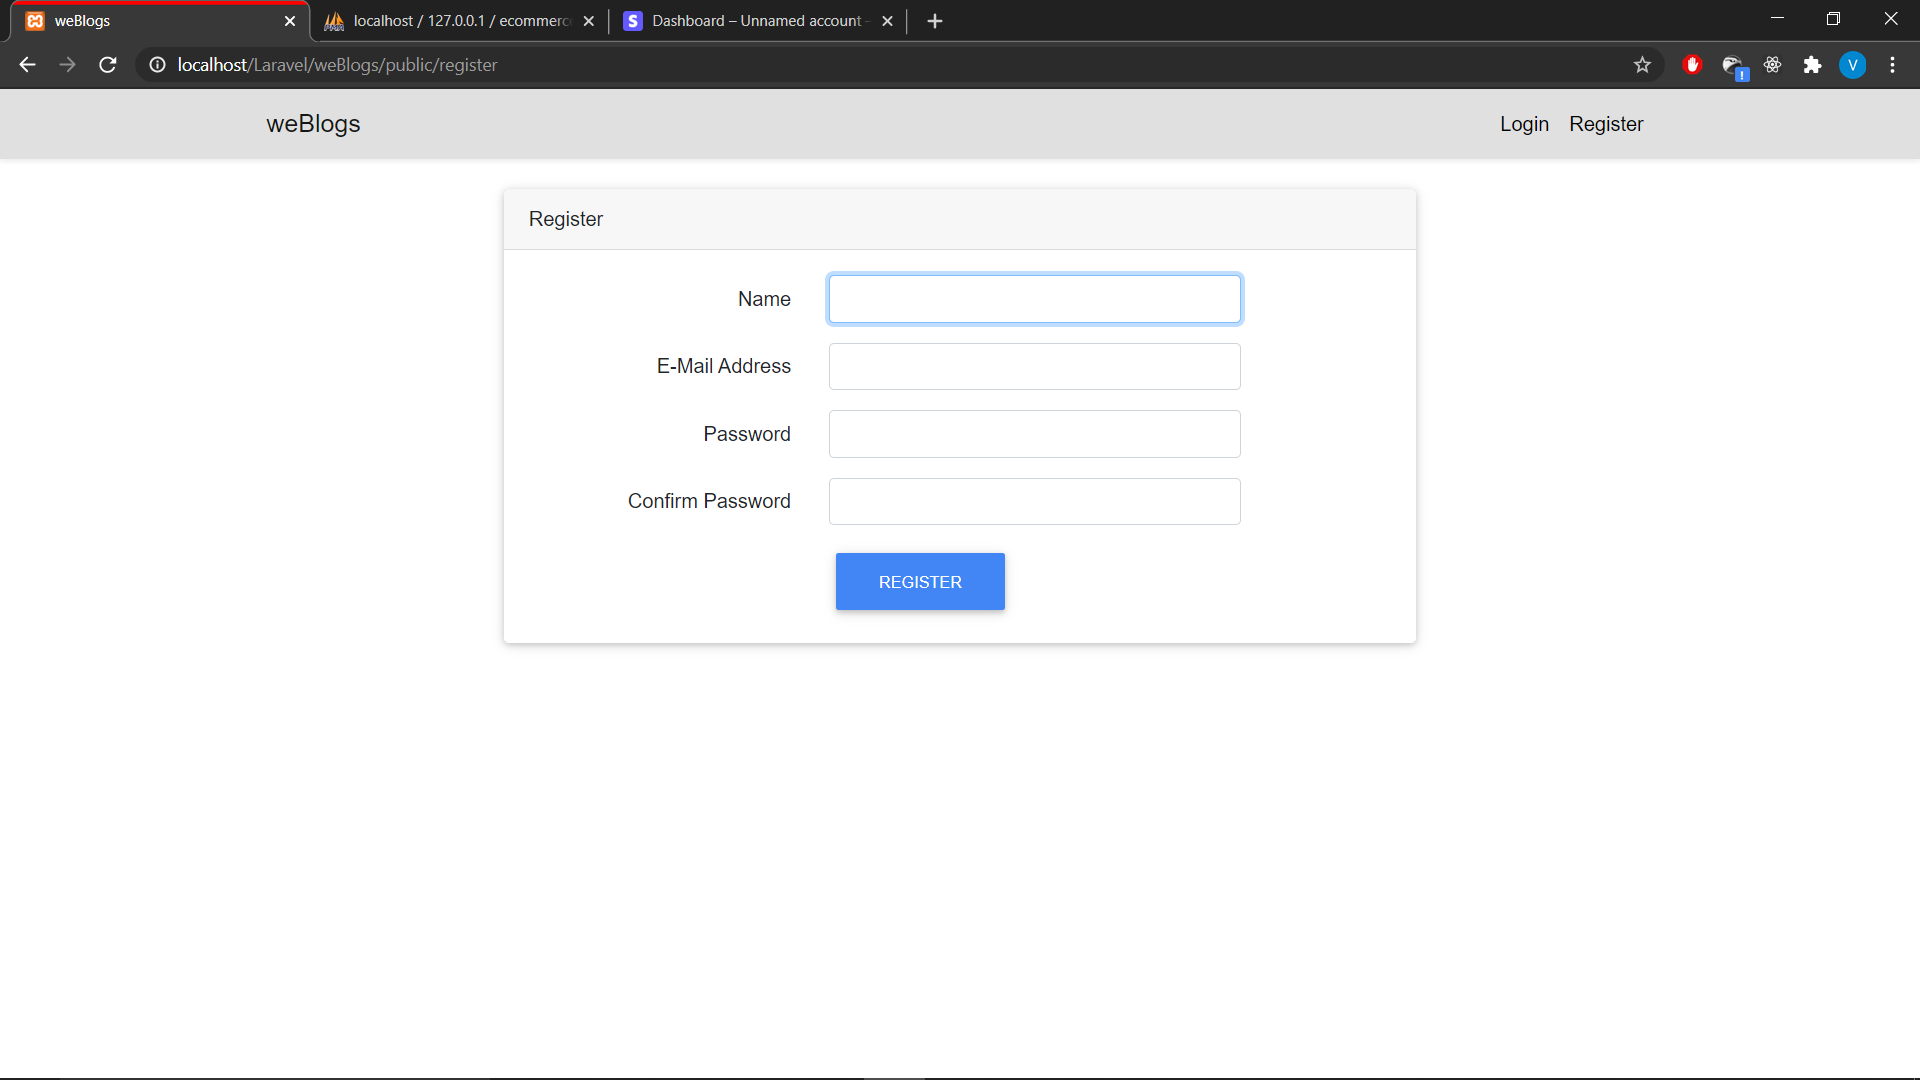 weBlogs
localhost / 127.0.0.1 / ecommerc
S Dashboard – Unnamed account -
localhost/Laravel/weBlogs/public/register
V
weBlogs
Login Register
Register
Name
E-Mail Address
Password
Confirm Password
REGISTER